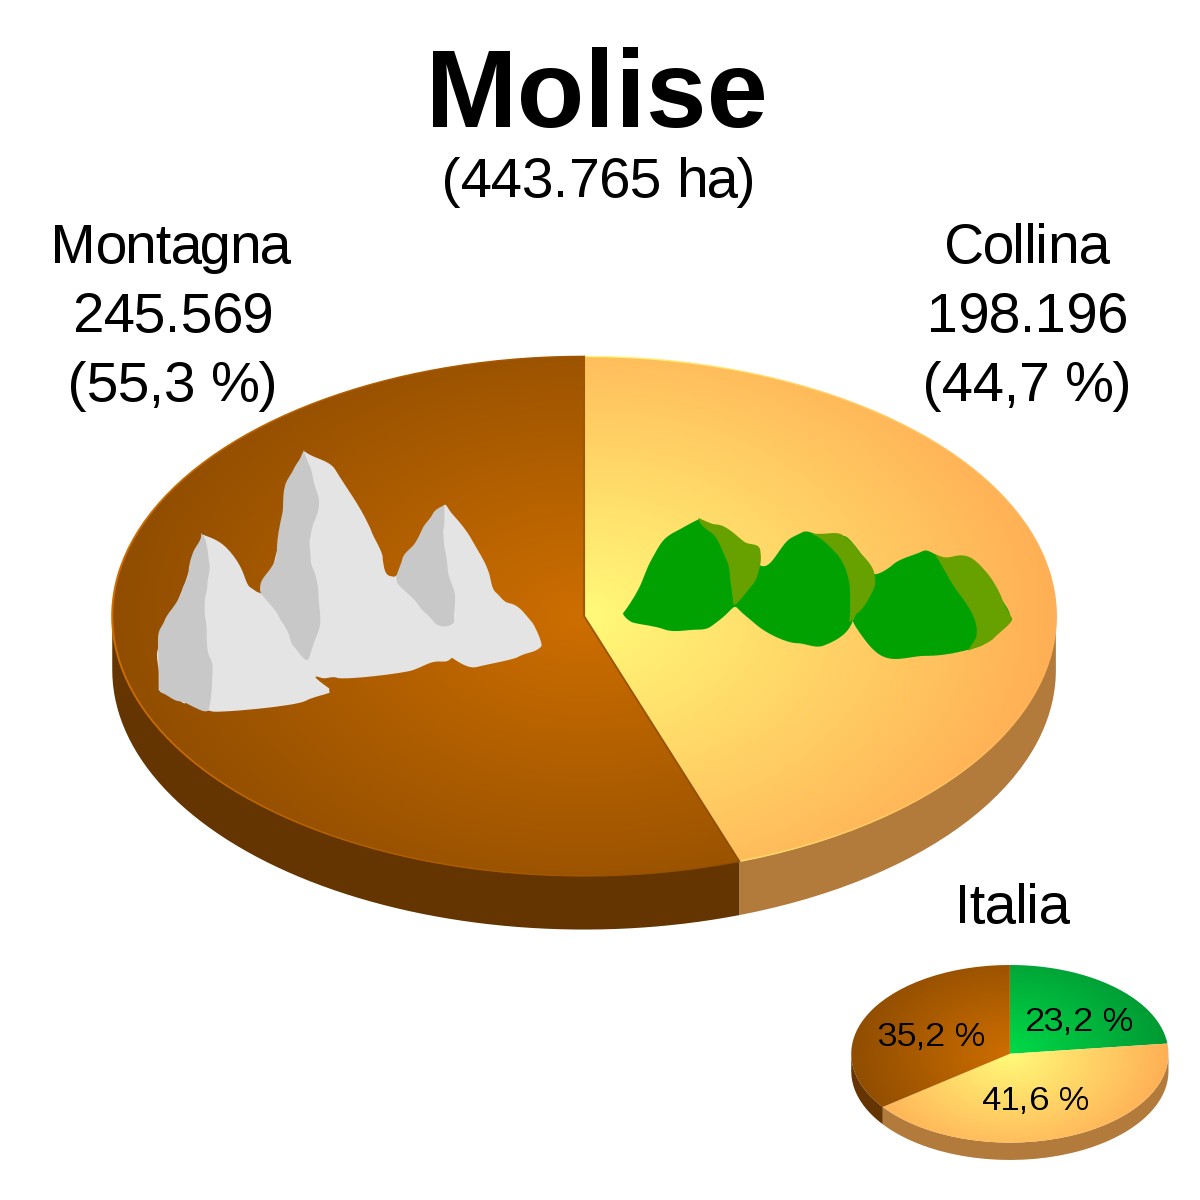 Molise
(443.765 ha)
Montagna
245.569
(55,3 %)
Collina
198.196
(44,7 %)
Italia
35,2 %
23,2 %
41,6 %